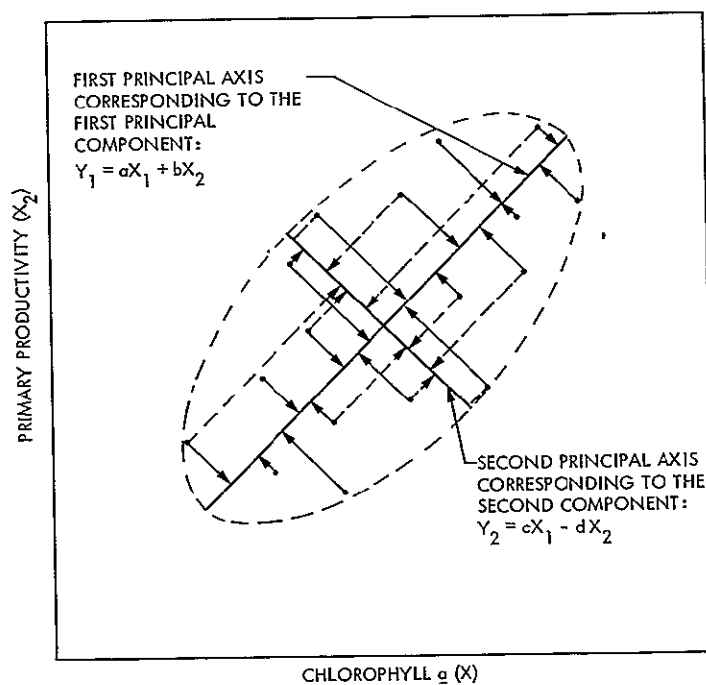 FIRST PRINCIPAL AXIS
CORRESPONDING TO THE
FIRST PRINCIPAL
COMPONENT:
Y₁ = aX₁ + bX₂
PRIMARY PRODUCTIVITY (X₂)
SECOND PRINCIPAL AXIS
CORRESPONDING TO THE
SECOND COMPONENT:
Y₂ = cX₁ - dX₂
CHLOROPHYLL a (X)